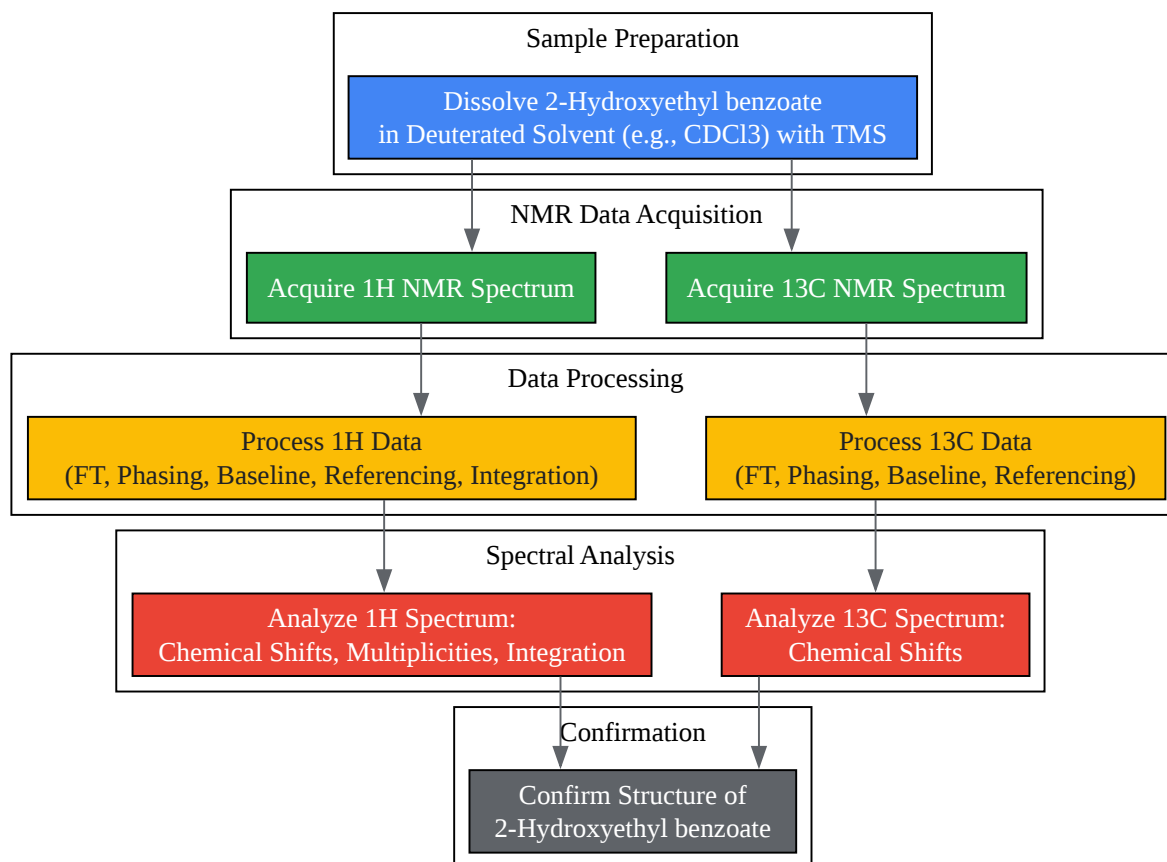 Sample Preparation
Dissolve 2-Hydroxyethyl benzoate
in Deuterated Solvent (e.g., CDCl3) with TMS
NMR Data Acquisition
Acquire 1H NMR Spectrum
Acquire 13C NMR Spectrum
Data Processing
Process 1H Data
(FT, Phasing, Baseline, Referencing, Integration)
Process 13C Data
(FT, Phasing, Baseline, Referencing)
Spectral Analysis
Analyze 1H Spectrum:
Chemical Shifts, Multiplicities, Integration
Analyze 13C Spectrum:
Chemical Shifts
Confirmation
Confirm Structure of
2-Hydroxyethyl benzoate